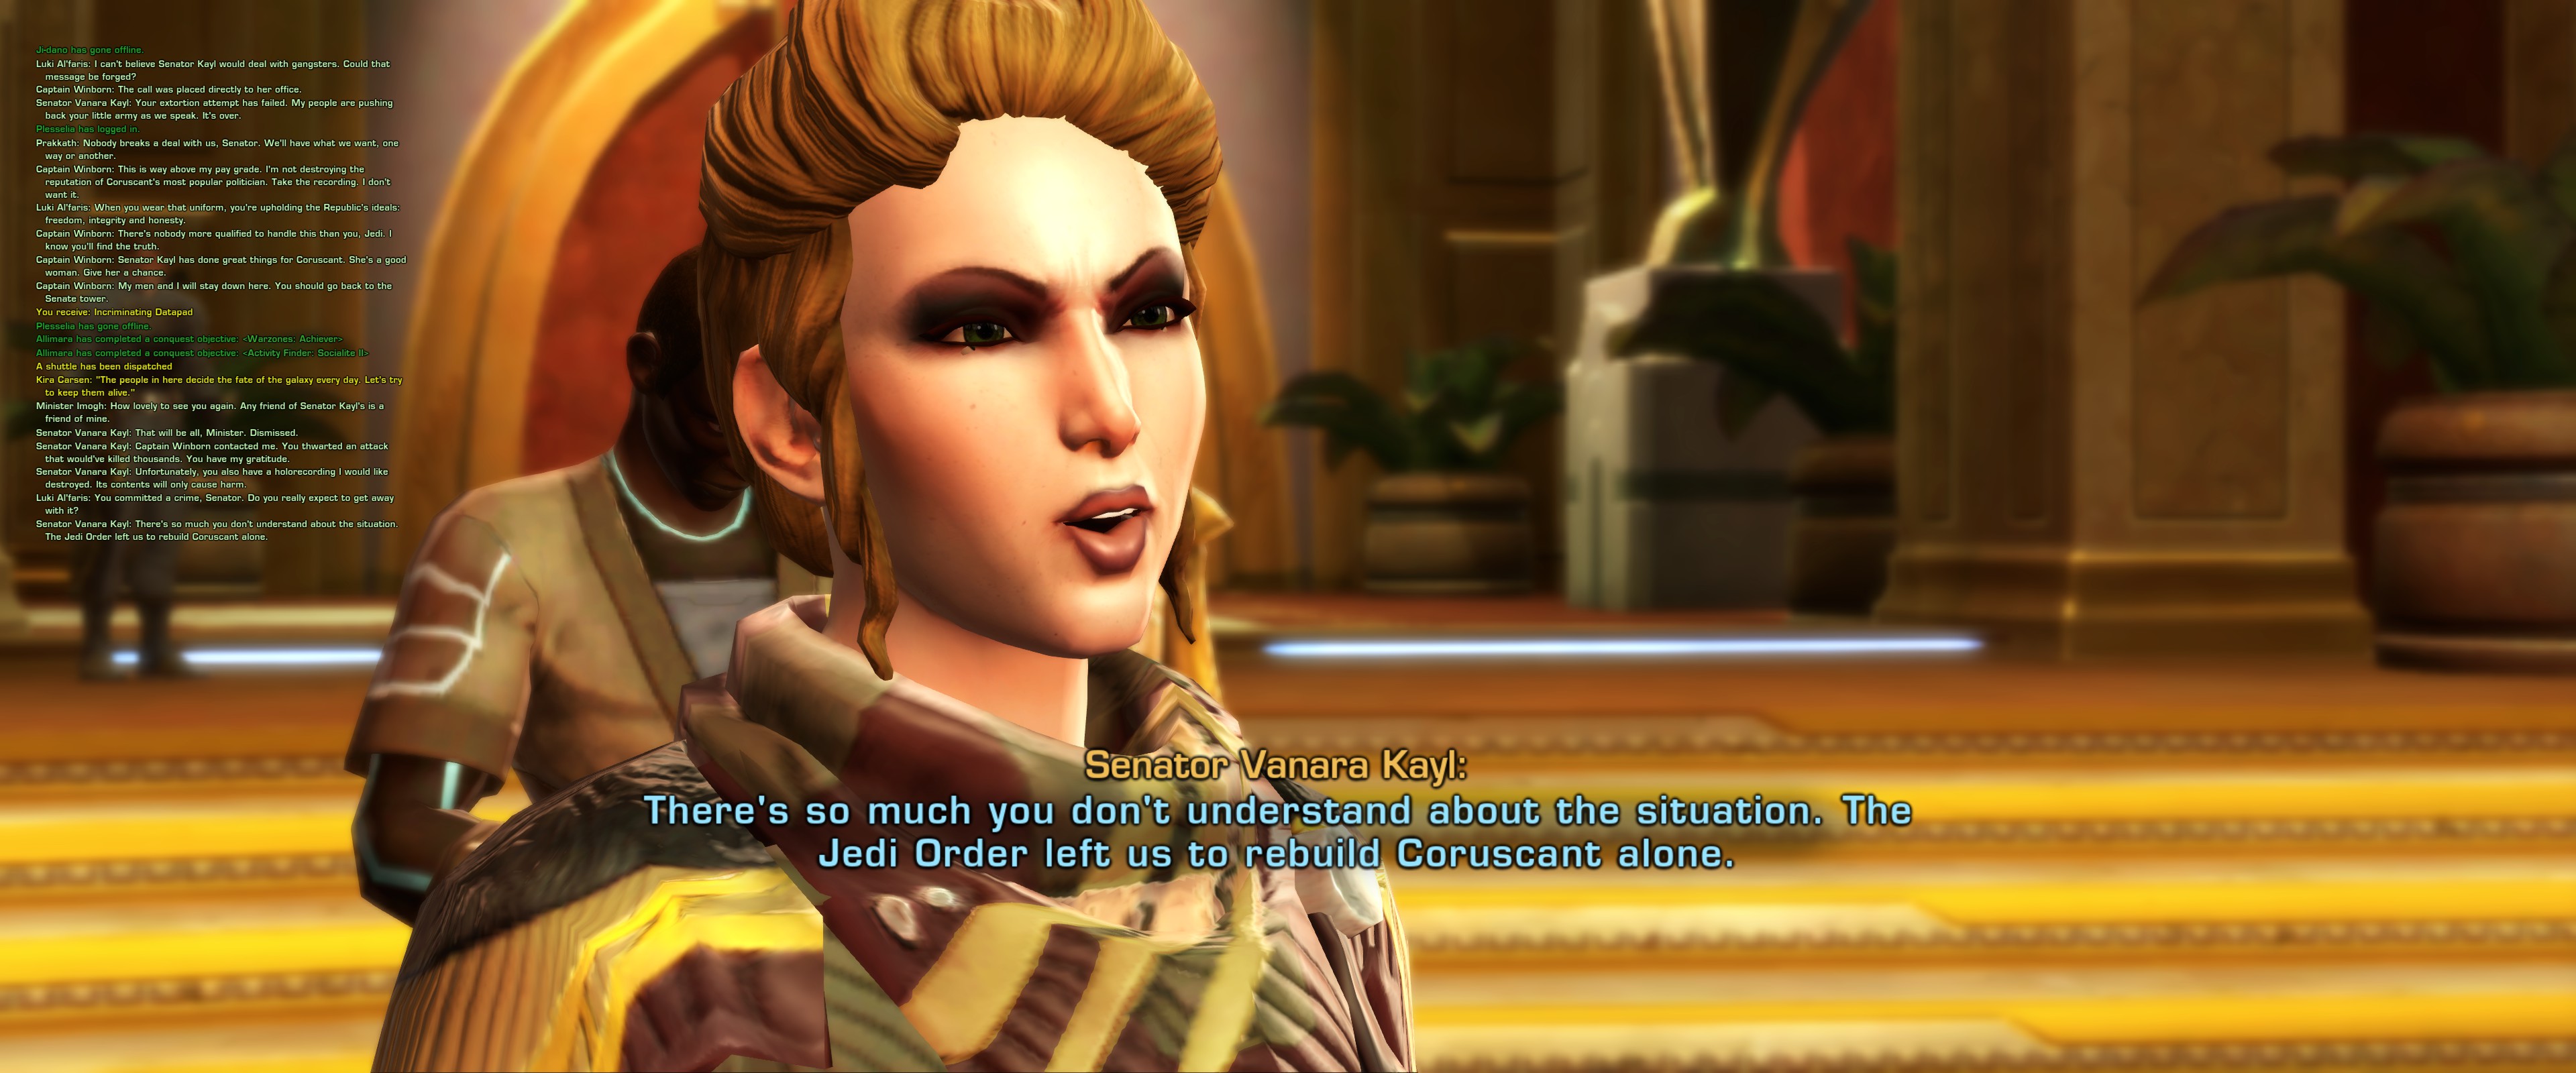 Ji-dano has gone offline.
Luki Al'faris: I can't believe Senator Kayl would deal with gangsters. Could that
message be forged?
Captain Winborn: The call was placed directly to her office.
Senator Vanara Kayl: Your extortion attempt has failed. My people are pushing
back your little army as we speak. It's over.
Plesselia has logged in.
Prakkath: Nobody breaks a deal with us, Senator. We'll have what we want, one
way or another.
Captain Winborn: This is way above my pay grade. I'm not destroying the
reputation of Coruscant's most popular politician. Take the recording. I don't
want it.
Luki Al'faris: When you wear that uniform, you're upholding the Republic's ideals:
freedom, integrity and honesty.
Captain Winborn: There's nobody more qualified to handle this than you, Jedi. I
know you'll find the truth.
Captain Winborn: Senator Kayl has done great things for Coruscant. She's a good
woman. Give her a chance.
Captain Winborn: My men and I will stay down here. You should go back to the
Senate tower.
You receive: Incriminating Datapad
Plesselia has gone offline.
Allimara has completed a conquest objective: <Warzones: Achiever>
Allimara has completed a conquest objective: <Activity Finder: Socialite II>
A shuttle has been dispatched
Kira Carsen: "The people in here decide the fate of the galaxy every day. Let's try
to keep them alive."
Minister Imogh: How lovely to see you again. Any friend of Senator Kayl's is a
friend of mine.
Senator Vanara Kayl: That will be all, Minister. Dismissed.
Senator Vanara Kayl: Captain Winborn contacted me. You thwarted an attack
that would've killed thousands. You have my gratitude.
Senator Vanara Kayl: Unfortunately, you also have a holorecording I would like
destroyed. Its contents will only cause harm.
Luki Al'faris: You committed a crime, Senator. Do you really expect to get away
with it?
Senator Vanara Kayl: There's so much you don't understand about the situation.
The Jedi Order left us to rebuild Coruscant alone.
Senator Vanara Kayl:
There's so much you don't understand about the situation. The
Jedi Order left us to rebuild Coruscant alone.